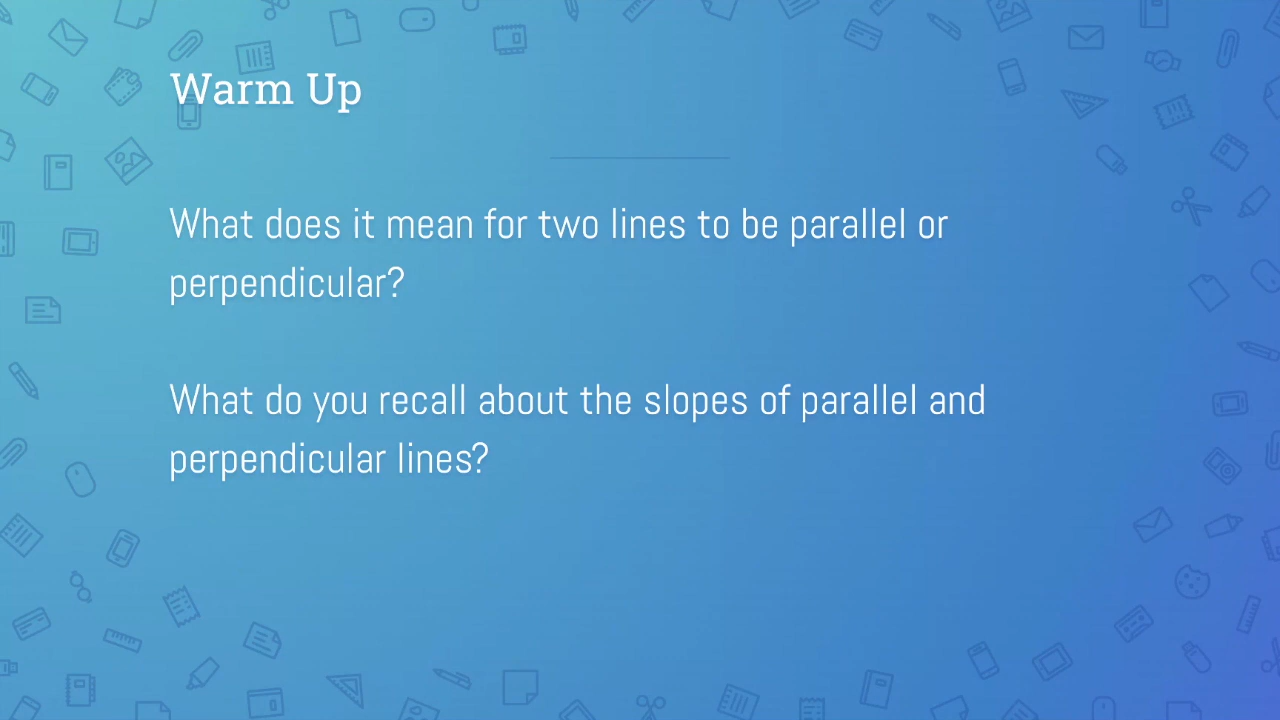 Warm Up
What does it mean for two lines to be parallel or
perpendicular?
What do you recall about the slopes of parallel and
perpendicular lines?